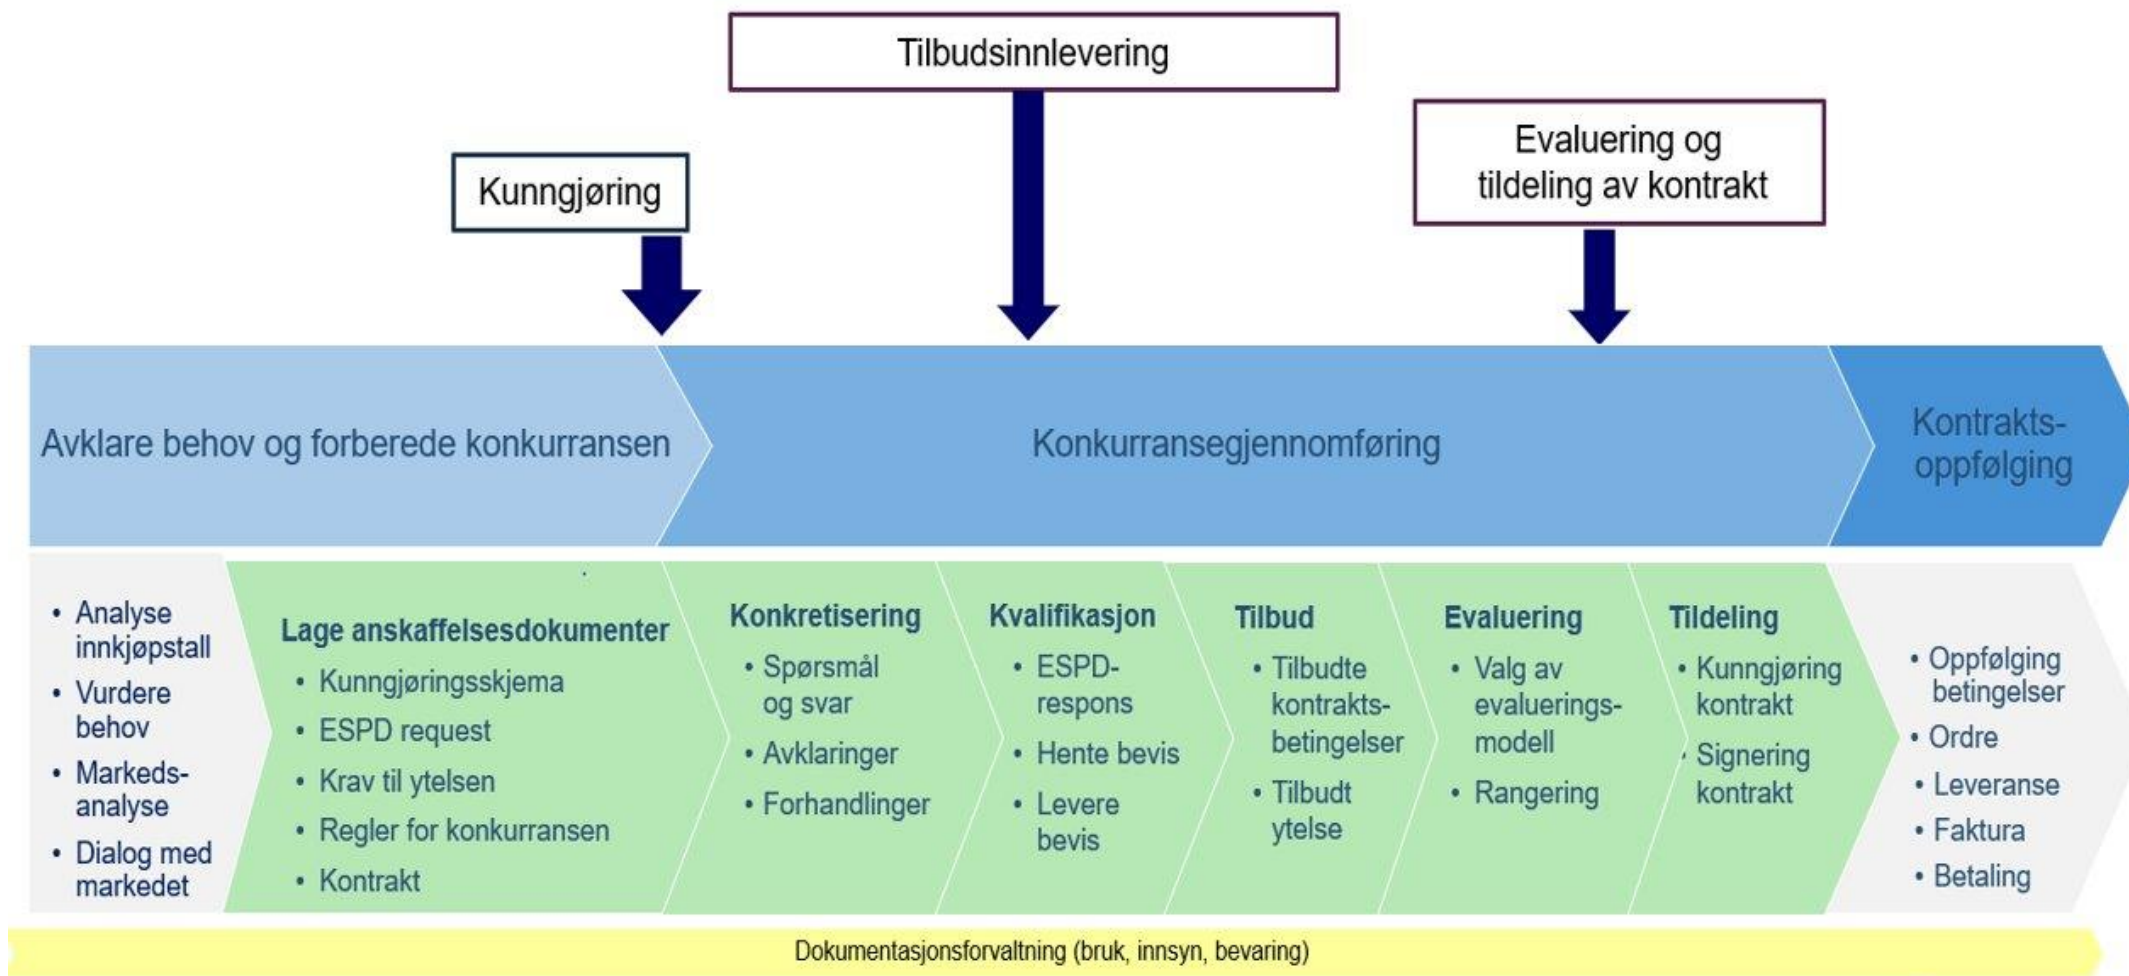 Tilbudsinnlevering
Evaluering og
tildeling av kontrakt
Kunngjøring
Avklare behov og forberede konkurransen
Konkurransegjennomføring
Kontrakts-
oppfølging
• Analyse
innkjøpstall
• Vurdere
behov
• Markeds-
analyse
• Dialog med
markedet
Lage anskaffelsesdokumenter
• Kunngjøringsskjema
• ESPD request
• Krav til ytelsen
• Regler for konkurransen
• Kontrakt
Konkretisering
• Spørsmål
og svar
• Avklaringer
• Forhandlinger
Kvalifikasjon
• ESPD-
respons
• Hente bevis
• Levere
bevis
Tilbud
• Tilbudte
kontrakts-
betingelser
• Tilbudt
ytelse
Evaluering
• Valg av
evaluerings-
modell
• Rangering
Tildeling
• Kunngjøring
kontrakt
• Signering
kontrakt
• Oppfølging
betingelser
• Ordre
• Leveranse
• Faktura
• Betaling
Dokumentasjonsforvaltning (bruk, innsyn, bevaring)